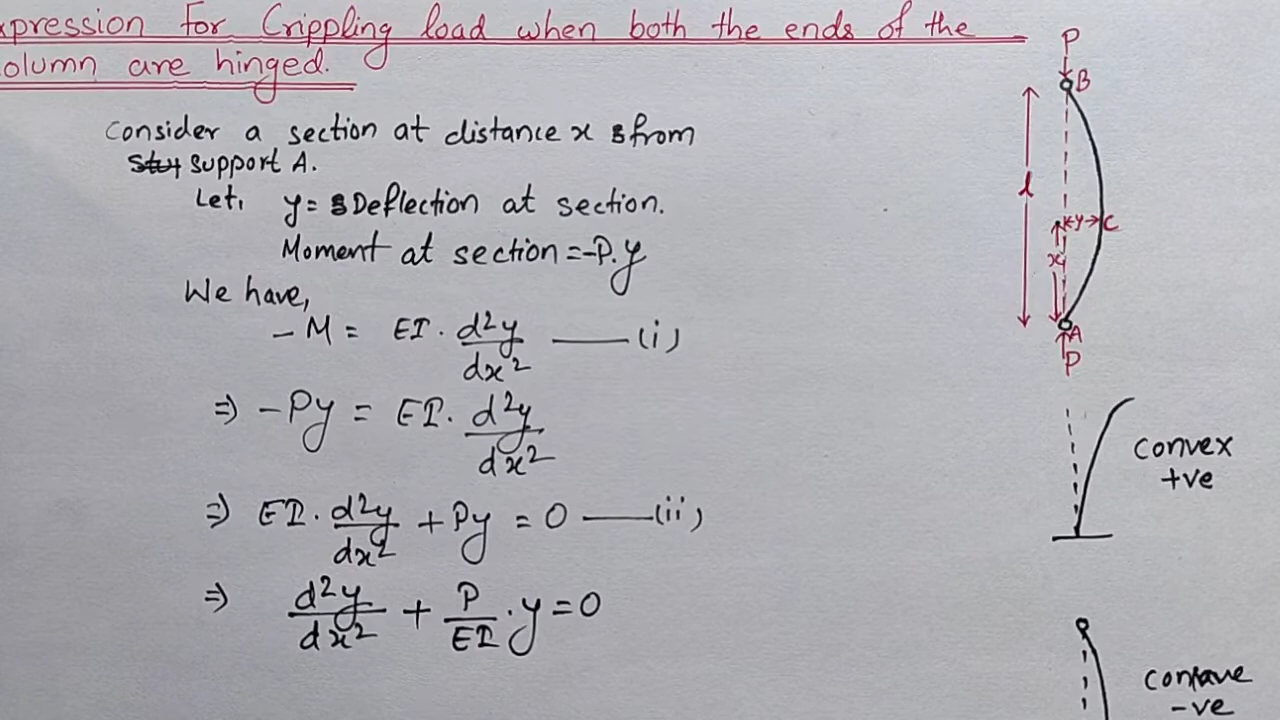 xpression for Crippling load when both the ends of the
olumn are hinged.
Consider a section at distance x from
support A.
Let, y = Deflection at section.
Moment at section = -P.y
We have,
- M = EI . d²y/dx² —— (i)
⇒ -Py = EI. d²y/dx²
⇒ EI. d²y/dx² + Py = 0 —— (ii)
⇒ d²y/dx² + P/EI . y = 0
P
B
l
y
C
x
A
P
convex
+ve
concave
-ve